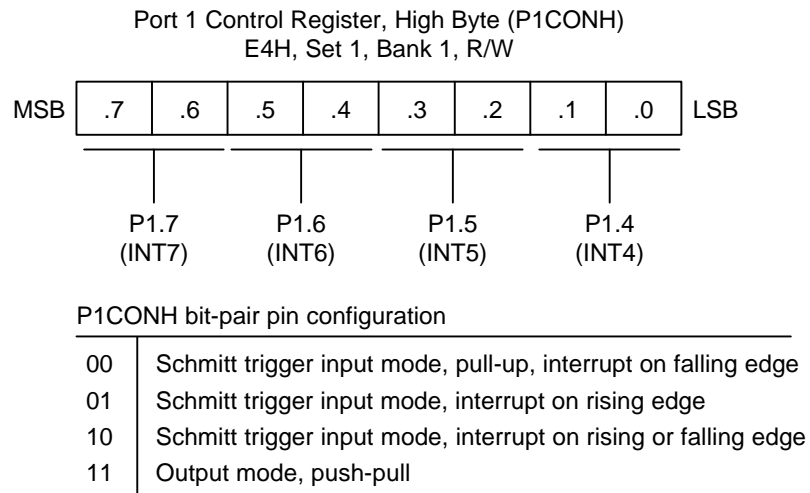 Port 1 Control Register, High Byte (P1CONH)
E4H, Set 1, Bank 1, R/W
MSB .7 .6 .5 .4 .3 .2 .1 .0 LSB
P1.7 P1.6 P1.5 P1.4
(INT7) (INT6) (INT5) (INT4)
P1CONH bit-pair pin configuration
00 Schmitt trigger input mode, pull-up, interrupt on falling edge
01 Schmitt trigger input mode, interrupt on rising edge
10 Schmitt trigger input mode, interrupt on rising or falling edge
11 Output mode, push-pull